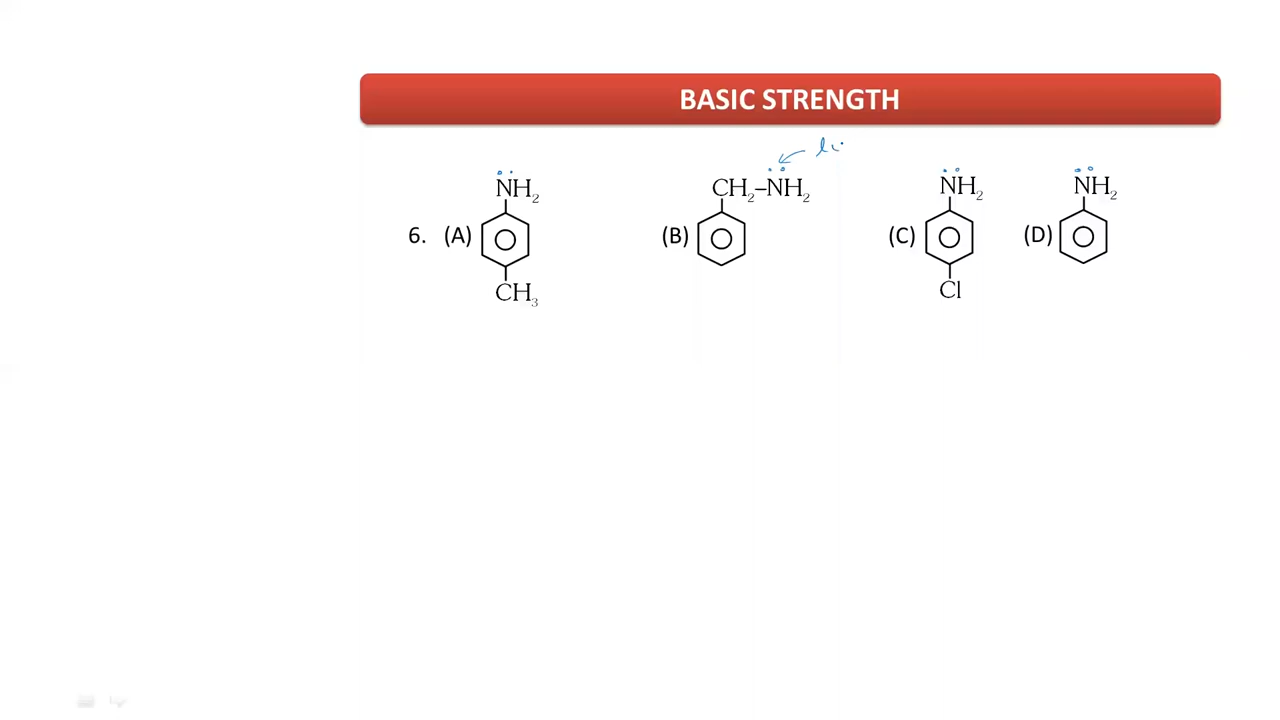 BASIC STRENGTH
NH2 CH2–NH2 NH2 NH2
6. (A) (B) (C) (D)
CH3 Cl